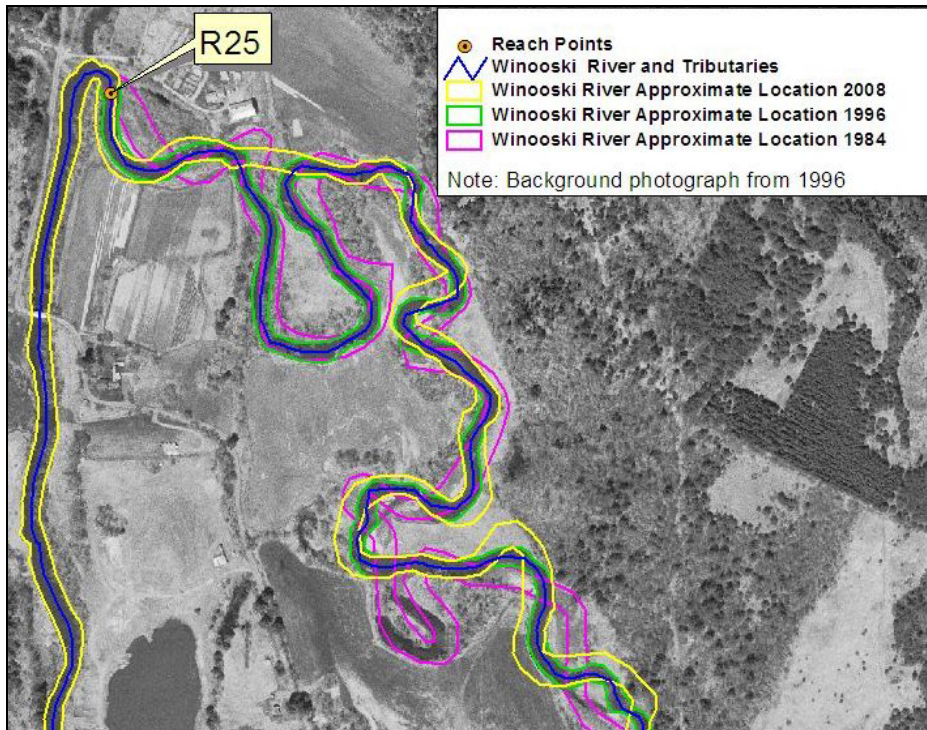 R25
Reach Points
Winooski River and Tributaries
Winooski River Approximate Location 2008
Winooski River Approximate Location 1996
Winooski River Approximate Location 1984
Note: Background photograph from 1996